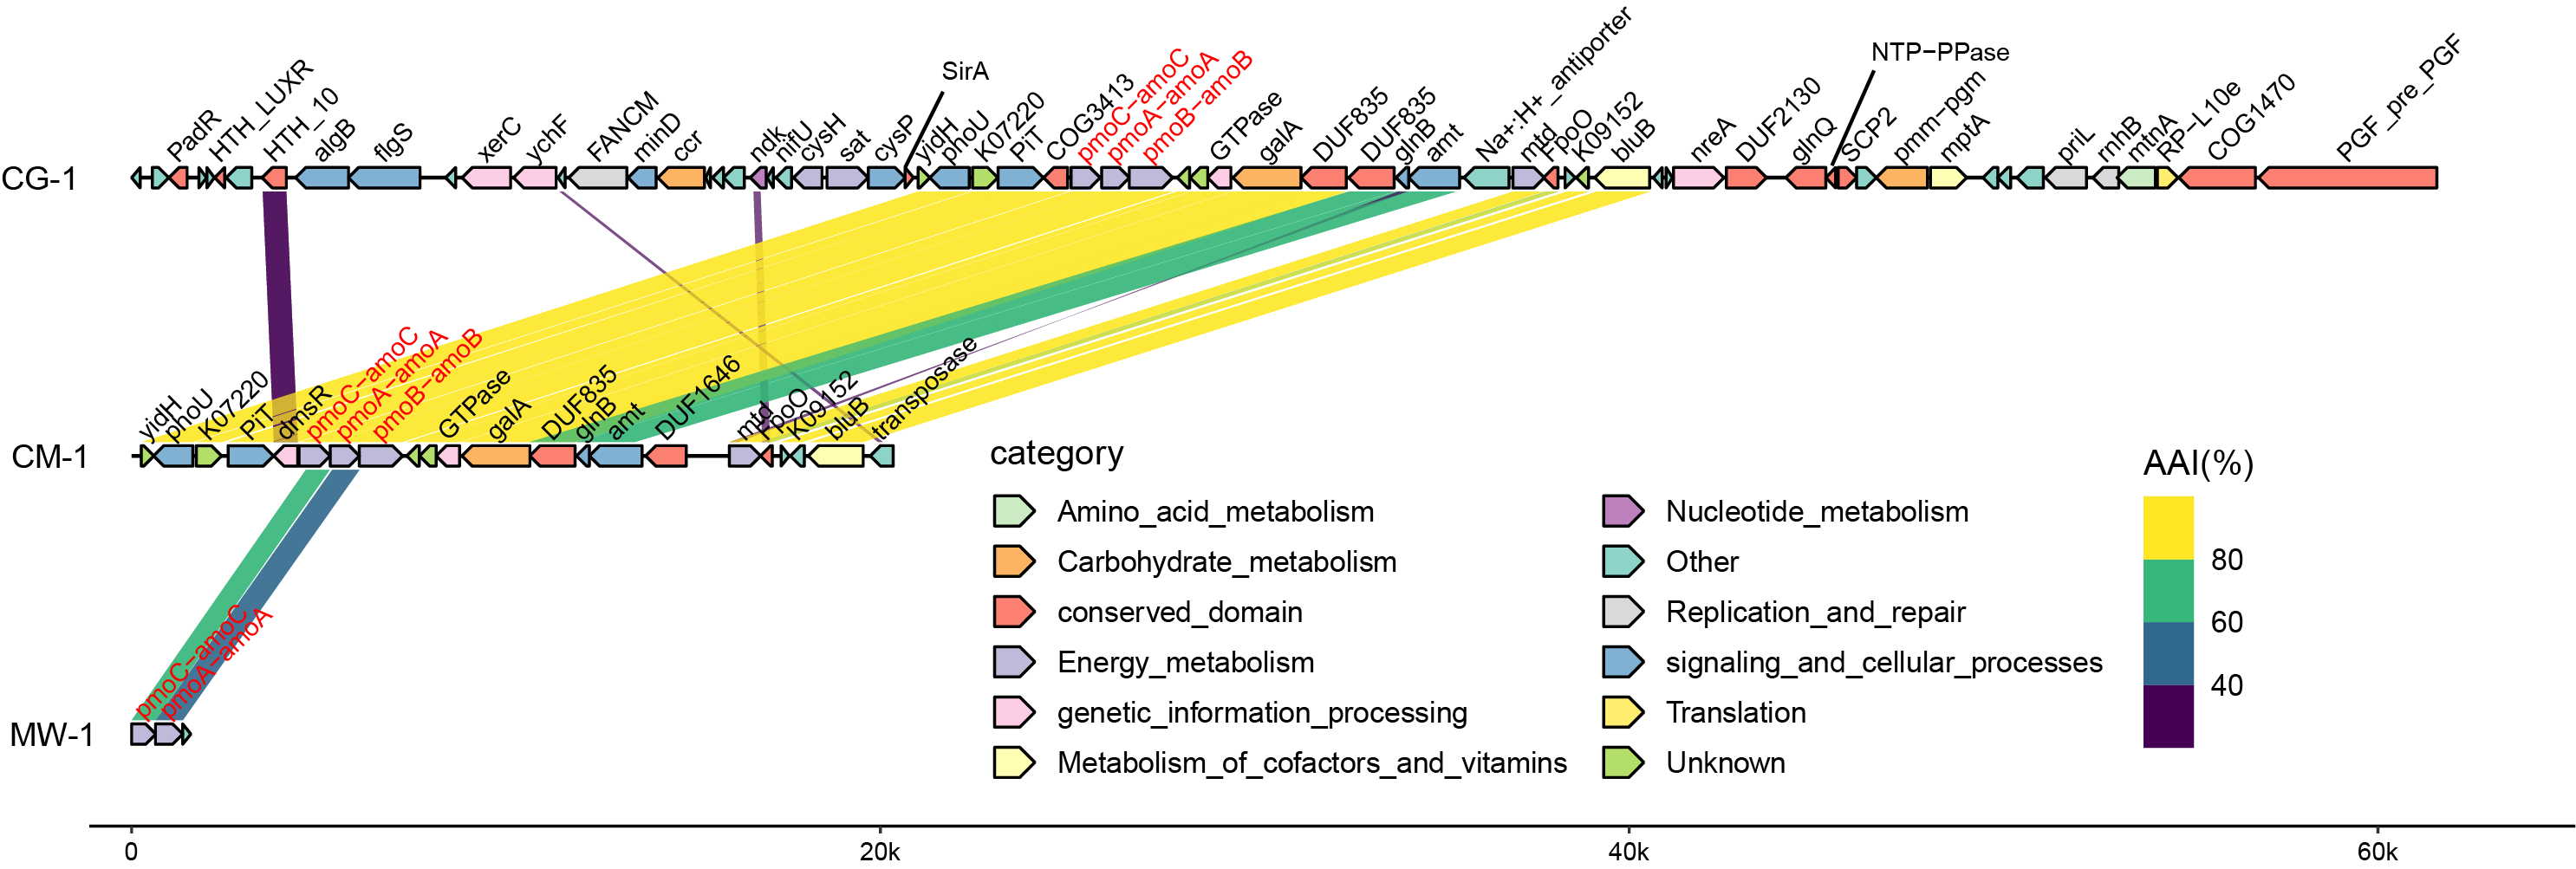 SirA
NTP−PPase
PadR
HTH_LUXR
HTH_10
algB
flgS
xerC
ychF
FANCM
minD
ccr
ndk
nifU
cysH
sat
cysP
yidH
phoU
K07220
PiT
COG3413
pmoC−amoC
pmoA−amoA
pmoB−amoB
GTPase
galA
DUF835
DUF835
glnB
amt
Na+:H+_antiporter
mtd
FpoO
K09152
bluB
nreA
DUF2130
glnQ
SCP2
pmm−pgm
mptA
priL
rnhB
mtnA
RP−L10e
COG1470
PGF_pre_PGF
CG-1
yidH
phoU
K07220
PiT
dmsR
pmoC−amoC
pmoA−amoA
pmoB−amoB
GTPase
galA
DUF835
glnB
amt
DUF1646
mtd
FpoO
K09152
bluB
transposase
CM-1
pmoC−amoC
pmoA−amoA
MW-1
category
Amino_acid_metabolism
Carbohydrate_metabolism
conserved_domain
Energy_metabolism
genetic_information_processing
Metabolism_of_cofactors_and_vitamins
Nucleotide_metabolism
Other
Replication_and_repair
signaling_and_cellular_processes
Translation
Unknown
AAI(%)
80
60
40
0
20k
40k
60k